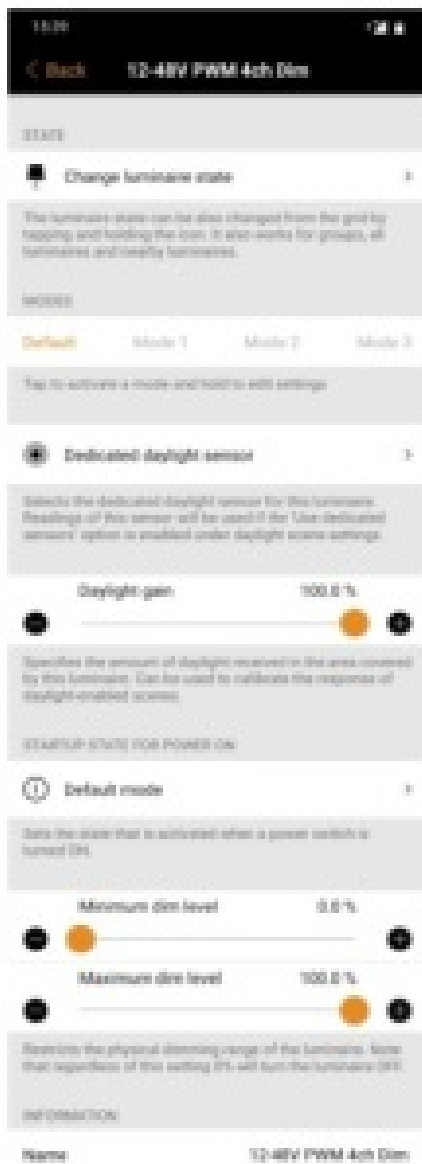 < Back 12-48V PWM 4ch Dim
STATE
Change luminaire state
The luminaire state can be also changed from the grid by
tapping and holding the icon. It also works for groups, all
luminaires and nearby luminaires.
MODES
Default Mode 1 Mode 2 Mode 3
Tap to activate a mode and hold to edit settings
Dedicated daylight sensor
Selects the dedicated daylight sensor for this luminaire.
Readings of this sensor will be used if the 'Use dedicated
sensors' option is enabled under daylight scene settings.
Daylight gain 100.0 %
Specifies the amount of daylight received in the area covered
by this luminaire. Can be used to calibrate the response of
daylight-enabled scenes.
STARTUP STATE FOR POWER ON
Default mode
Sets the state that is activated when a power switch is
turned ON.
Minimum dim level 0.0 %
Maximum dim level 100.0 %
Restricts the physical dimming range of the luminaire. Note
that regardless of this setting 0% will turn the luminaire OFF.
INFORMATION
Name 12-48V PWM 4ch Dim